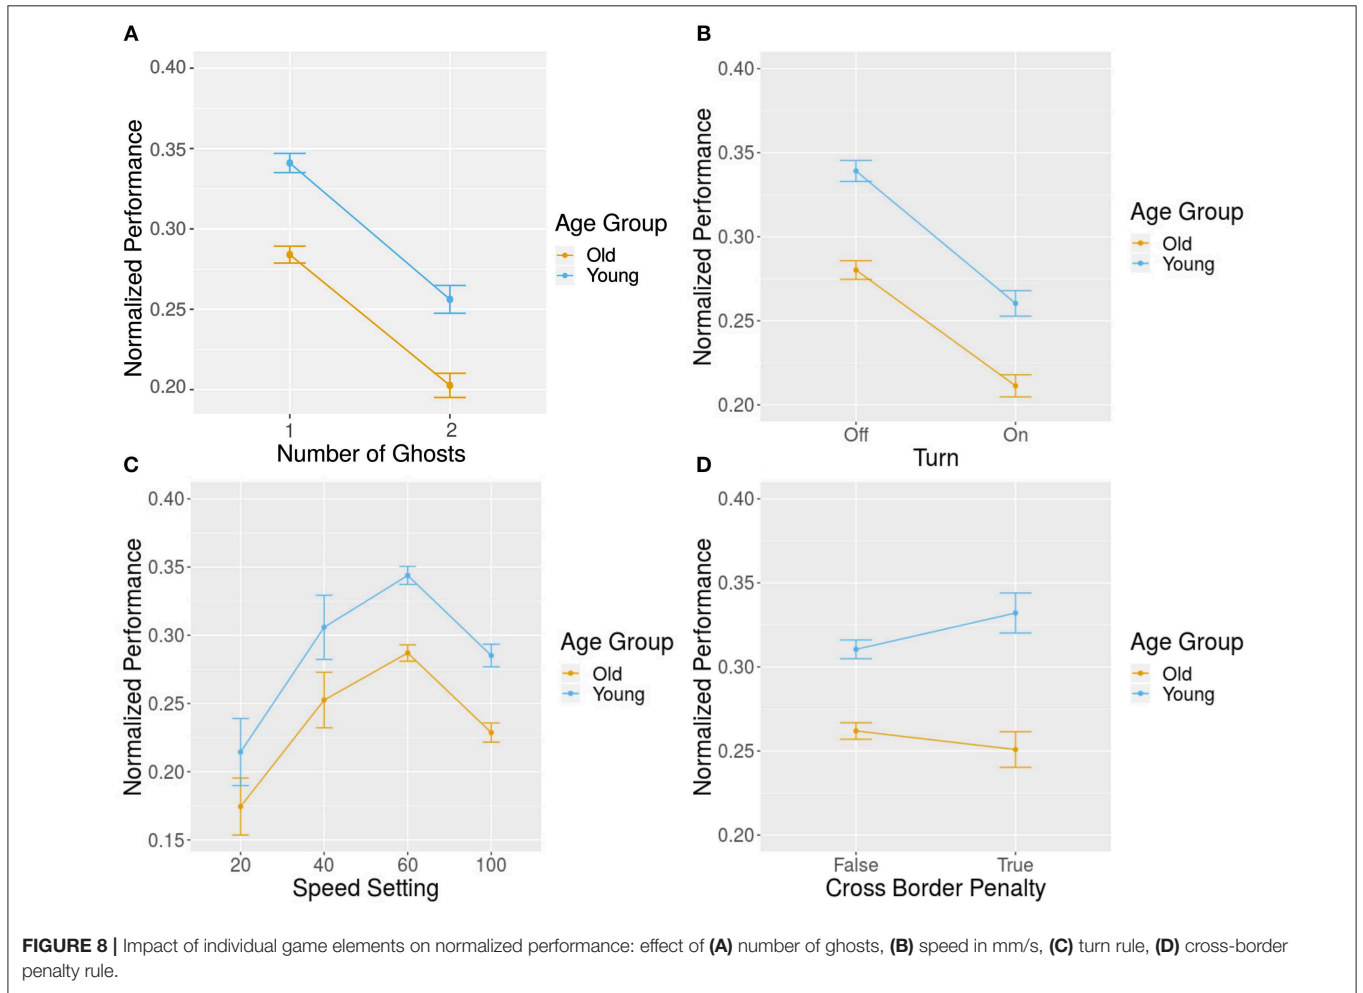 A
0.40
0.35
0.30
0.25
0.20
Normalized Performance
1
2
Number of Ghosts
Age Group
Old
Young
B
0.40
0.35
0.30
0.25
0.20
Normalized Performance
Off
On
Turn
Age Group
Old
Young
C
0.40
0.35
0.30
0.25
0.20
0.15
Normalized Performance
20
40
60
100
Speed Setting
Age Group
Old
Young
D
0.40
0.35
0.30
0.25
0.20
Normalized Performance
False
True
Cross Border Penalty
Age Group
Old
Young
FIGURE 8 | Impact of individual game elements on normalized performance: effect of (A) number of ghosts, (B) speed in mm/s, (C) turn rule, (D) cross-border
penalty rule.